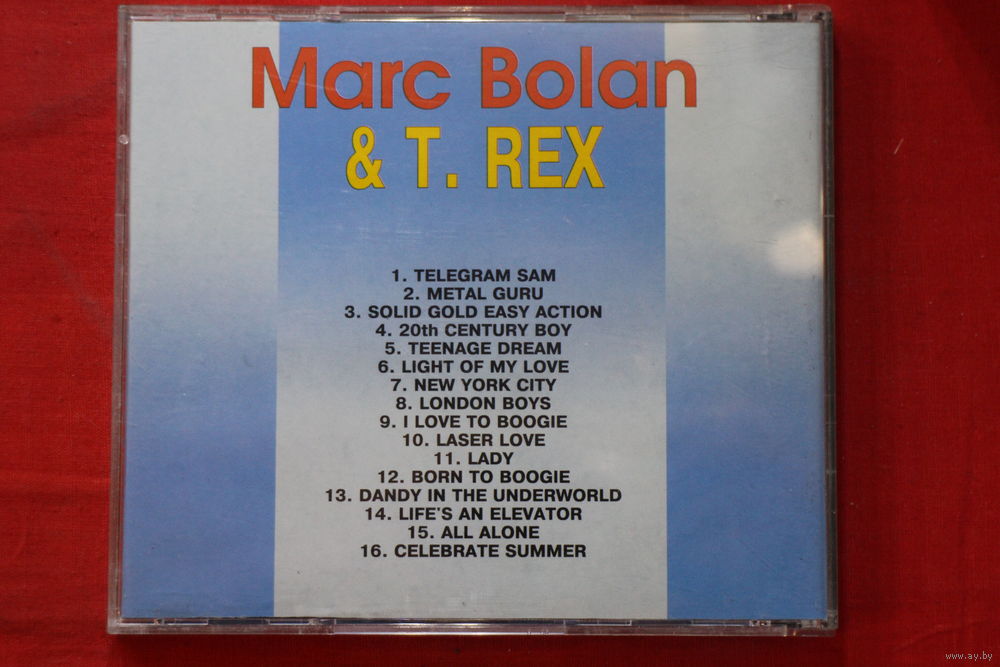 Marc Bolan
& T. REX
1. TELEGRAM SAM
2. METAL GURU
3. SOLID GOLD EASY ACTION
4. 20th CENTURY BOY
5. TEENAGE DREAM
6. LIGHT OF MY LOVE
7. NEW YORK CITY
8. LONDON BOYS
9. I LOVE TO BOOGIE
10. LASER LOVE
11. LADY
12. BORN TO BOOGIE
13. DANDY IN THE UNDERWORLD
14. LIFE'S AN ELEVATOR
15. ALL ALONE
16. CELEBRATE SUMMER
www.ay.by